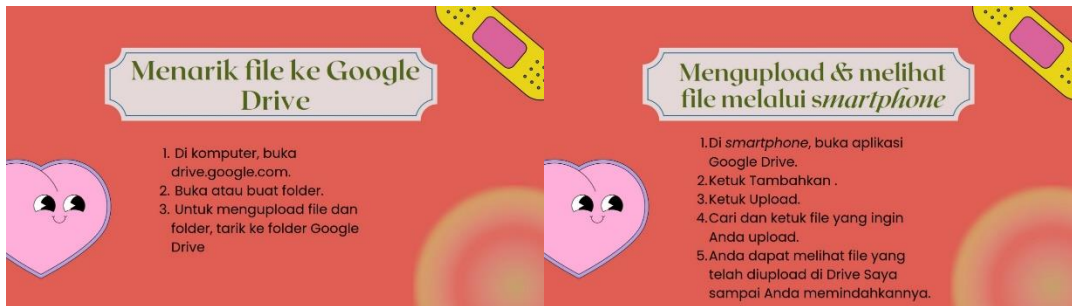 Menarik file ke Google
Drive
1. Di komputer, buka
drive.google.com.
2. Buka atau buat folder.
3. Untuk mengupload file dan
folder, tarik ke folder Google
Drive
Mengupload & melihat
file melalui smartphone
1.Di smartphone, buka aplikasi
Google Drive.
2.Ketuk Tambahkan .
3.Ketuk Upload.
4.Cari dan ketuk file yang ingin
Anda upload.
5.Anda dapat melihat file yang
telah diupload di Drive Saya
sampai Anda memindahkannya.